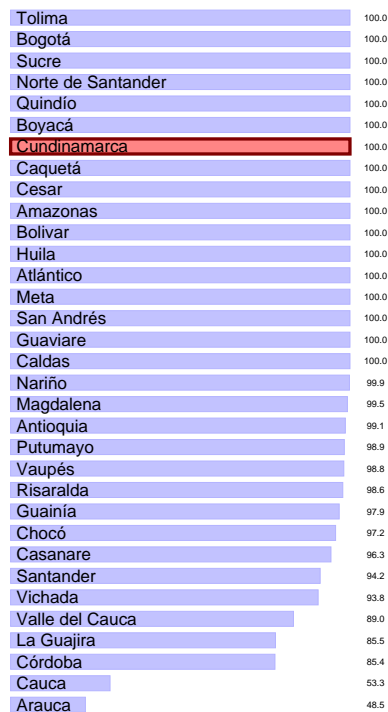 Tolima 100.0
Bogotá 100.0
Sucre 100.0
Norte de Santander 100.0
Quindío 100.0
Boyacá 100.0
Cundinamarca 100.0
Caquetá 100.0
Cesar 100.0
Amazonas 100.0
Bolivar 100.0
Huila 100.0
Atlántico 100.0
Meta 100.0
San Andrés 100.0
Guaviare 100.0
Caldas 100.0
Nariño 99.9
Magdalena 99.5
Antioquia 99.1
Putumayo 98.9
Vaupés 98.8
Risaralda 98.6
Guainía 97.9
Chocó 97.2
Casanare 96.3
Santander 94.2
Vichada 93.8
Valle del Cauca 89.0
La Guajira 85.5
Córdoba 85.4
Cauca 53.3
Arauca 48.5